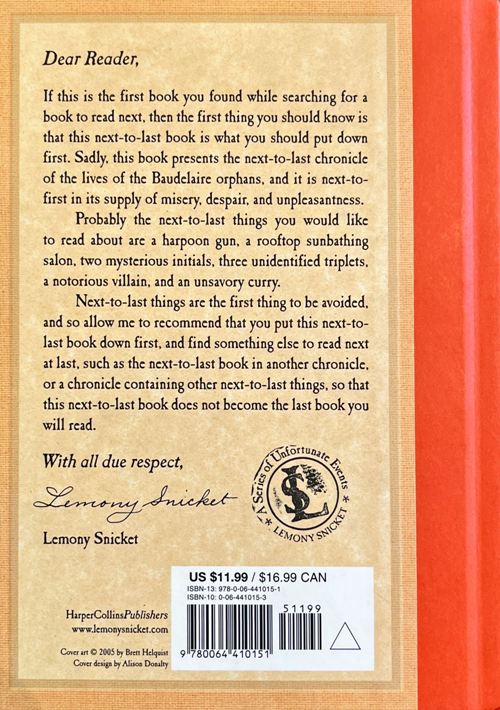 Dear Reader,
If this is the first book you found while searching for a
book to read next, then the first thing you should know is
that this next-to-last book is what you should put down
first. Sadly, this book presents the next-to-last chronicle
of the lives of the Baudelaire orphans, and it is next-to-
first in its supply of misery, despair, and unpleasantness.
Probably the next-to-last things you would like
to read about are a harpoon gun, a rooftop sunbathing
salon, two mysterious initials, three unidentified triplets,
a notorious villain, and an unsavory curry.
Next-to-last things are the first thing to be avoided,
and so allow me to recommend that you put this next-to-
last book down first, and find something else to read next
at last, such as the next-to-last book in another chronicle,
or a chronicle containing other next-to-last things, so that
this next-to-last book does not become the last book you
will read.
With all due respect,
Lemony Snicket
Lemony Snicket
A Series of Unfortunate Events
★ LEMONY SNICKET ★
LS
US $11.99 / $16.99 CAN
ISBN-13: 978-0-06-441015-1
ISBN-10: 0-06-441015-3
51199
9 780064 410151
HarperCollinsPublishers
www.lemonysnicket.com
Cover art © 2005 by Brett Helquist
Cover design by Alison Donalty